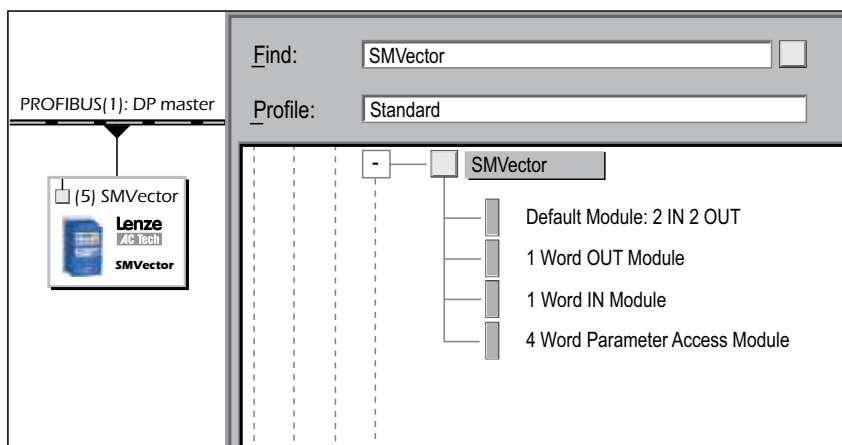 PROFIBUS(1): DP master
(5) SMVector
Lenze
AC Tech
SMVector
Find:
SMVector
Profile:
Standard
-
SMVector
Default Module: 2 IN 2 OUT
1 Word OUT Module
1 Word IN Module
4 Word Parameter Access Module